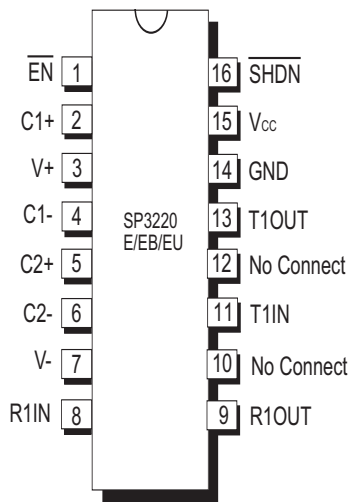 EN 1
16 SHDN
C1+ 2
15 Vcc
V+ 3
14 GND
C1- 4
13 T1OUT
SP3220
E/EB/EU
C2+ 5
12 No Connect
C2- 6
11 T1IN
V- 7
10 No Connect
R1IN 8
9 R1OUT